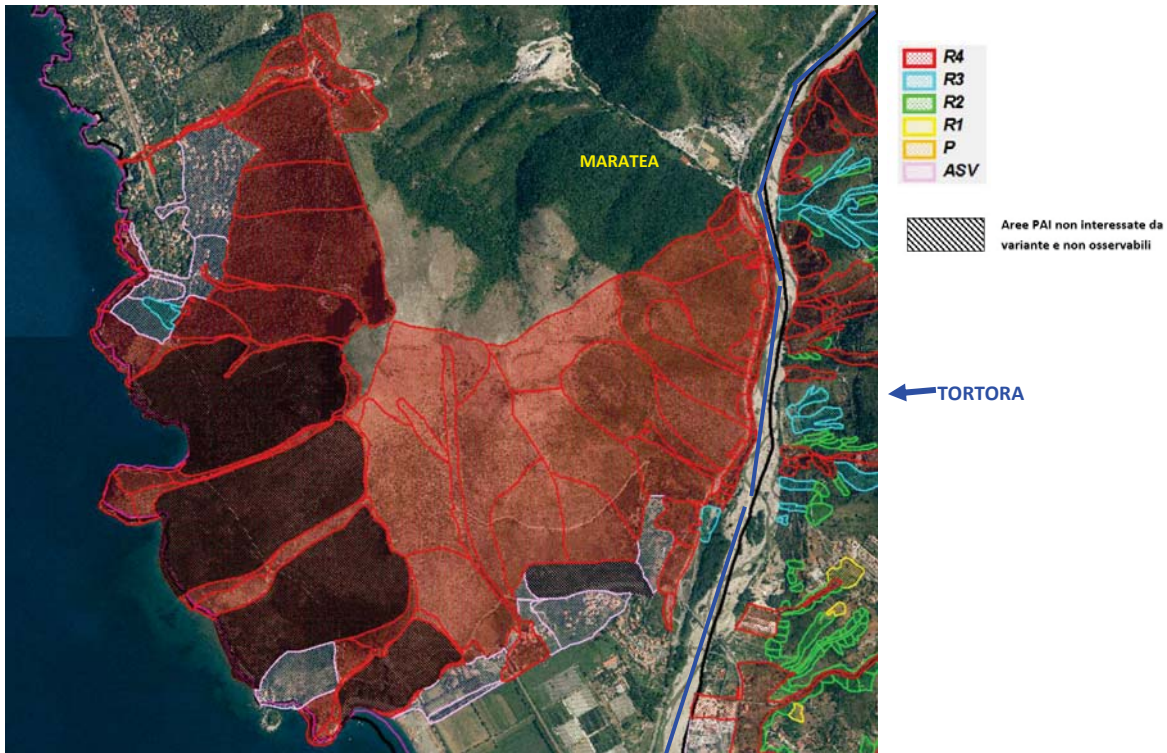 MARATEA
TORTORA
R4
R3
R2
R1
P
ASV
Aree PAI non interessate da
variante e non osservabili